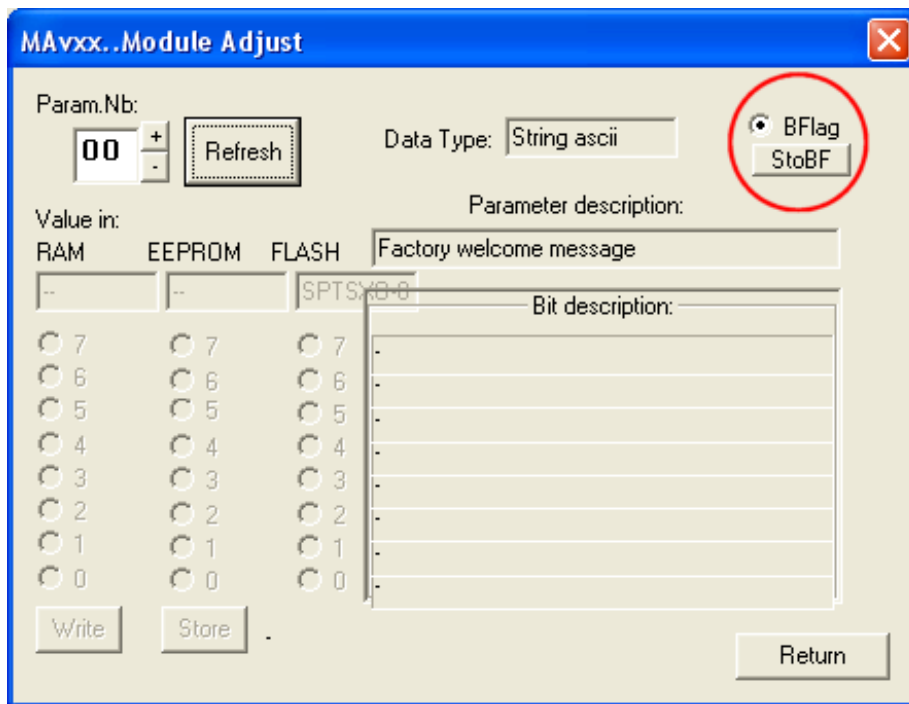 MAvxx..Module Adjust
Param.Nb:
00
+
-
Refresh
Data Type: String ascii
BFlag
StoBF
Parameter description:
Factory welcome message
Value in:
RAM EEPROM FLASH
-- -- SPTSX8-8
Bit description:
7 7 7 -
6 6 6 -
5 5 5 -
4 4 4 -
3 3 3 -
2 2 2 -
1 1 1 -
0 0 0 -
Write Store .
Return